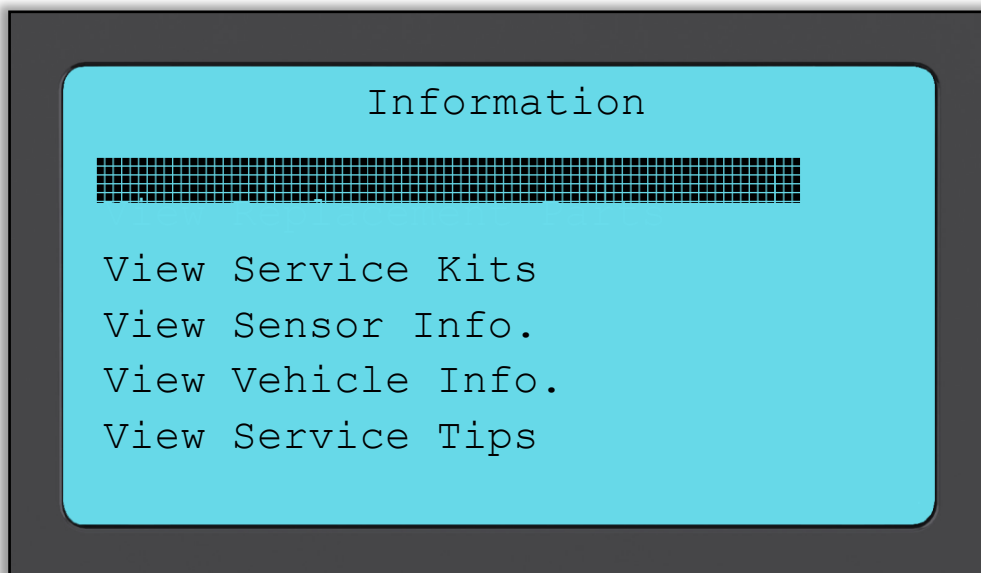 Information
View Service Kits
View Sensor Info.
View Vehicle Info.
View Service Tips